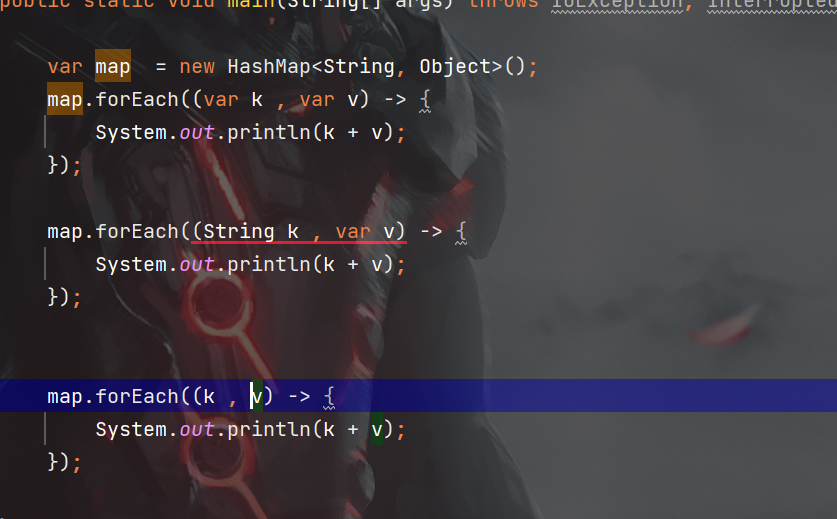 public static void main(String[] args) throws IOException, Interrupted
var map  = new HashMap<String, Object>();
map.forEach((var k , var v) -> {
System.out.println(k + v);
});
map.forEach((String k , var v) -> {
System.out.println(k + v);
});
map.forEach((k , v) -> {
System.out.println(k + v);
});